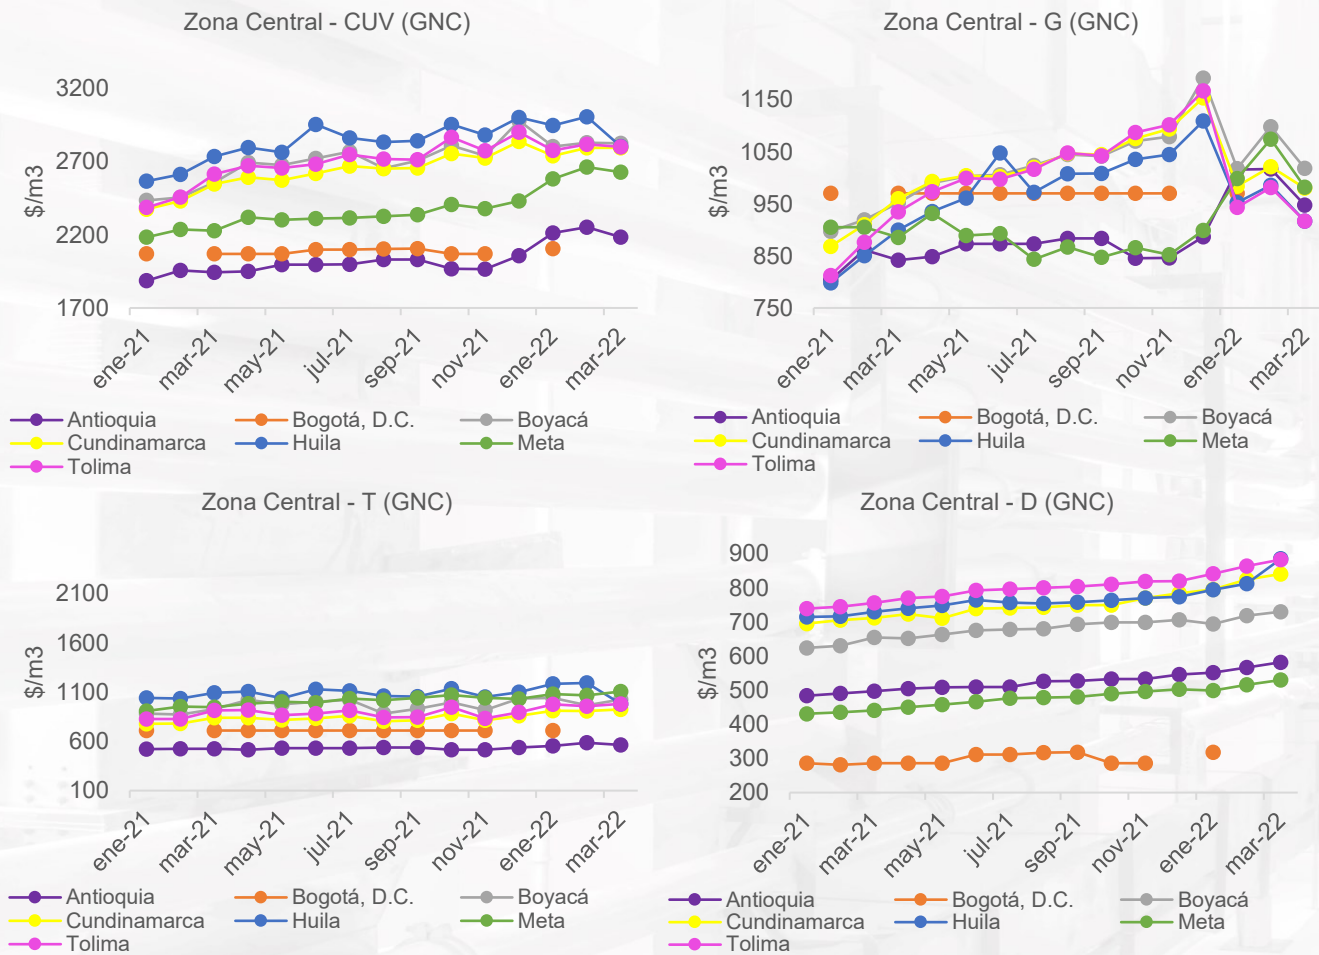 Zona Central - CUV (GNC)
3200
2700
2200
1700
$/m3
ene-21
mar-21
may-21
jul-21
sep-21
nov-21
ene-22
mar-22
Antioquia
Bogotá, D.C.
Boyacá
Cundinamarca
Huila
Meta
Tolima
Zona Central - G (GNC)
1150
1050
950
850
750
$/m3
ene-21
mar-21
may-21
jul-21
sep-21
nov-21
ene-22
mar-22
Antioquia
Bogotá, D.C.
Boyacá
Cundinamarca
Huila
Meta
Tolima
Zona Central - T (GNC)
2100
1600
1100
600
100
$/m3
ene-21
mar-21
may-21
jul-21
sep-21
nov-21
ene-22
mar-22
Antioquia
Bogotá, D.C.
Boyacá
Cundinamarca
Huila
Meta
Tolima
Zona Central - D (GNC)
900
800
700
600
500
400
300
200
$/m3
ene-21
mar-21
may-21
jul-21
sep-21
nov-21
ene-22
mar-22
Antioquia
Bogotá, D.C.
Boyacá
Cundinamarca
Huila
Meta
Tolima